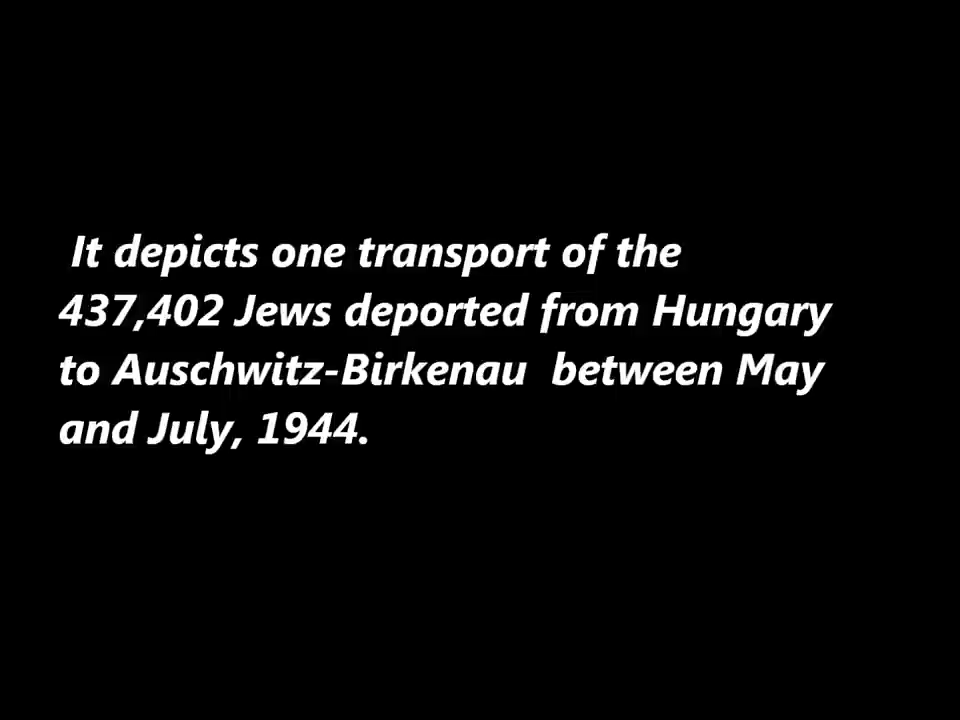 It depicts one transport of the
437,402 Jews deported from Hungary
to Auschwitz-Birkenau between May
and July, 1944.